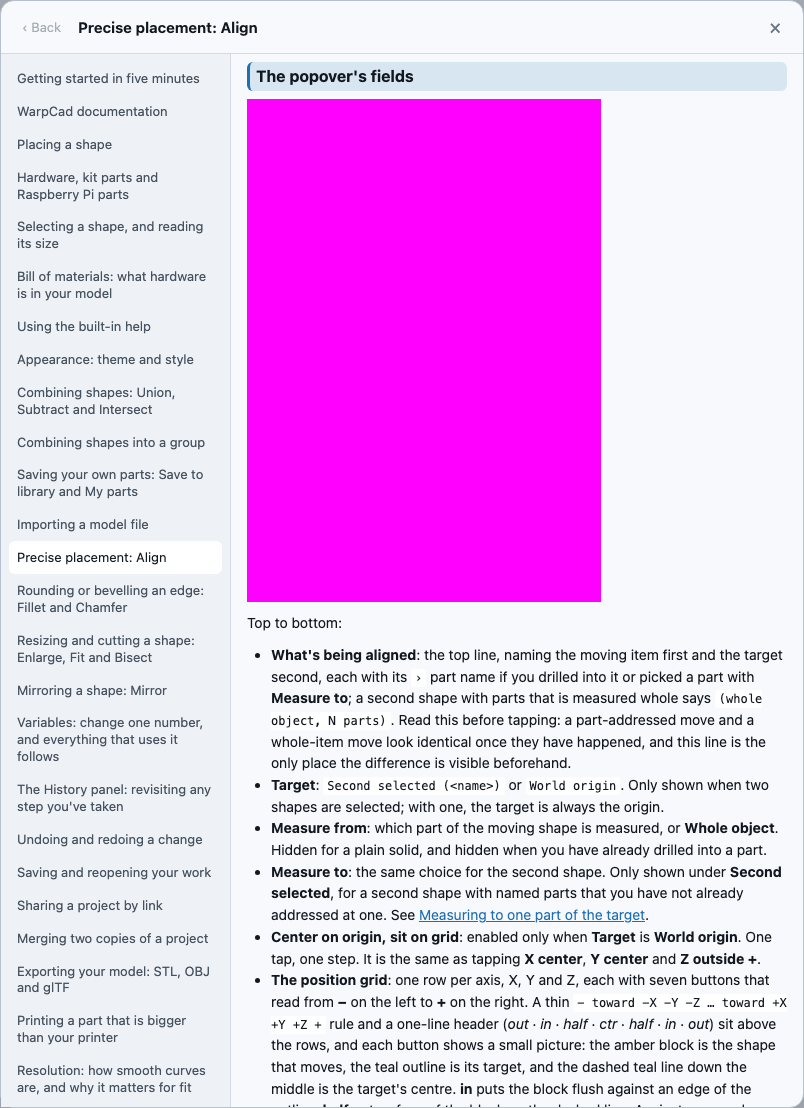 ‹ Back
Precise placement: Align
×
Getting started in five minutes
WarpCad documentation
Placing a shape
Hardware, kit parts and
Raspberry Pi parts
Selecting a shape, and reading
its size
Bill of materials: what hardware
is in your model
Using the built-in help
Appearance: theme and style
Combining shapes: Union,
Subtract and Intersect
Combining shapes into a group
Saving your own parts: Save to
library and My parts
Importing a model file
Precise placement: Align
Rounding or bevelling an edge:
Fillet and Chamfer
Resizing and cutting a shape:
Enlarge, Fit and Bisect
Mirroring a shape: Mirror
Variables: change one number,
and everything that uses it
follows
The History panel: revisiting any
step you've taken
Undoing and redoing a change
Saving and reopening your work
Sharing a project by link
Merging two copies of a project
Exporting your model: STL, OBJ
and glTF
Printing a part that is bigger
than your printer
Resolution: how smooth curves
are, and why it matters for fit
The popover's fields
Top to bottom:
• What's being aligned: the top line, naming the moving item first and the target
second, each with its › part name if you drilled into it or picked a part with
Measure to; a second shape with parts that is measured whole says (whole
object, N parts). Read this before tapping: a part-addressed move and a
whole-item move look identical once they have happened, and this line is the
only place the difference is visible beforehand.
• Target: Second selected (<name>) or World origin. Only shown when two
shapes are selected; with one, the target is always the origin.
• Measure from: which part of the moving shape is measured, or Whole object.
Hidden for a plain solid, and hidden when you have already drilled into a part.
• Measure to: the same choice for the second shape. Only shown under Second
selected, for a second shape with named parts that you have not already
addressed at one. See Measuring to one part of the target.
• Center on origin, sit on grid: enabled only when Target is World origin. One
tap, one step. It is the same as tapping X center, Y center and Z outside +.
• The position grid: one row per axis, X, Y and Z, each with seven buttons that
read from − on the left to + on the right. A thin − toward −X −Y −Z … toward +X
+Y +Z + rule and a one-line header (out · in · half · ctr · half · in · out) sit above
the rows, and each button shows a small picture: the amber block is the shape
that moves, the teal outline is its target, and the dashed teal line down the
middle is the target's centre. in puts the block flush against an edge of the